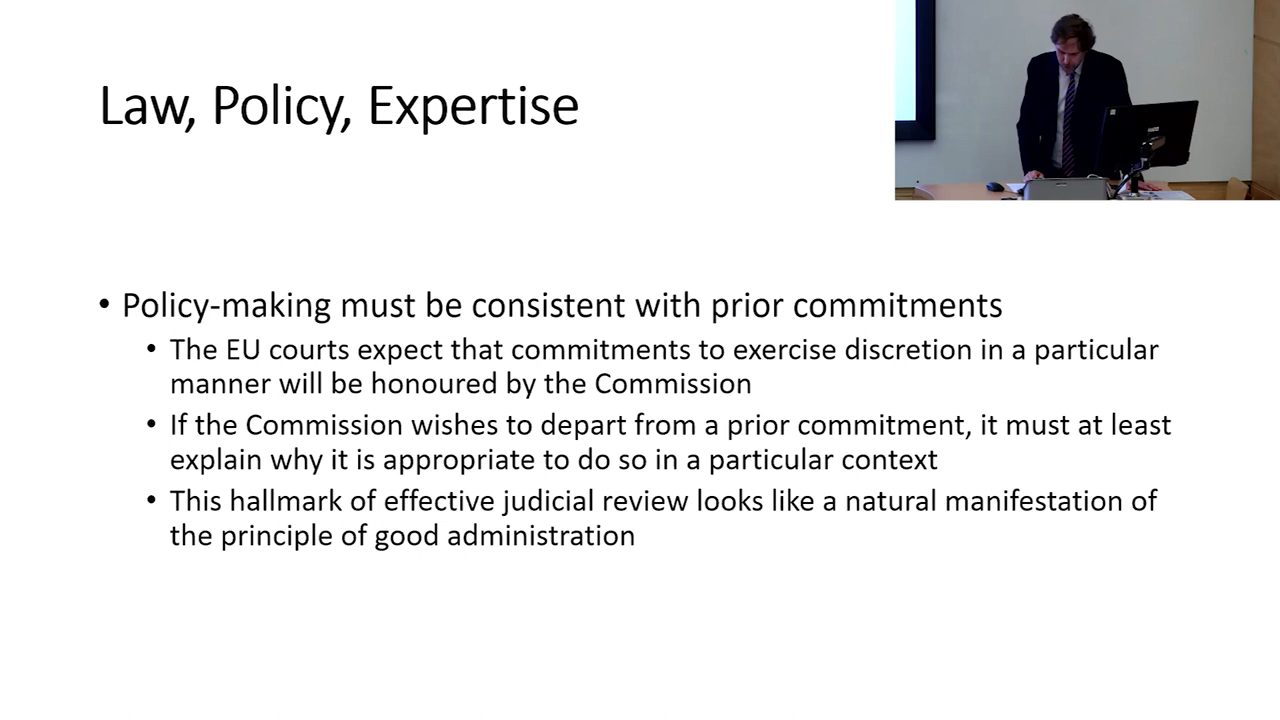 Law, Policy, Expertise
• Policy-making must be consistent with prior commitments
• The EU courts expect that commitments to exercise discretion in a particular
manner will be honoured by the Commission
• If the Commission wishes to depart from a prior commitment, it must at least
explain why it is appropriate to do so in a particular context
• This hallmark of effective judicial review looks like a natural manifestation of
the principle of good administration